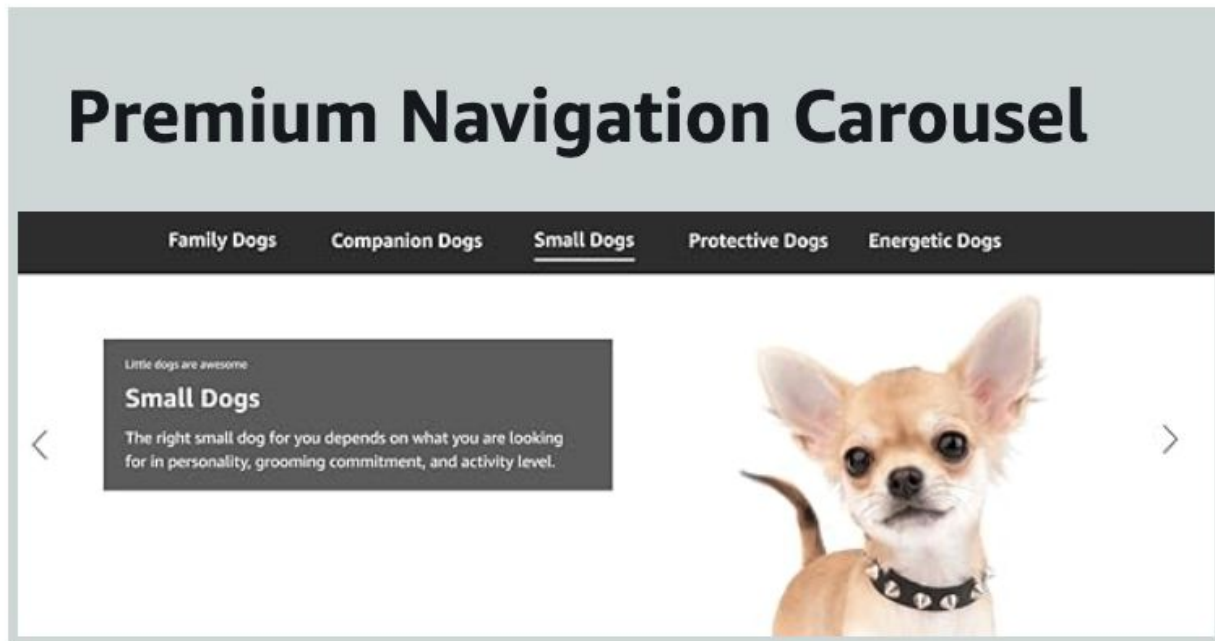 Premium Navigation Carousel
Family Dogs Companion Dogs Small Dogs Protective Dogs Energetic Dogs
Little dogs are awesome
Small Dogs
The right small dog for you depends on what you are looking
for in personality, grooming commitment, and activity level.